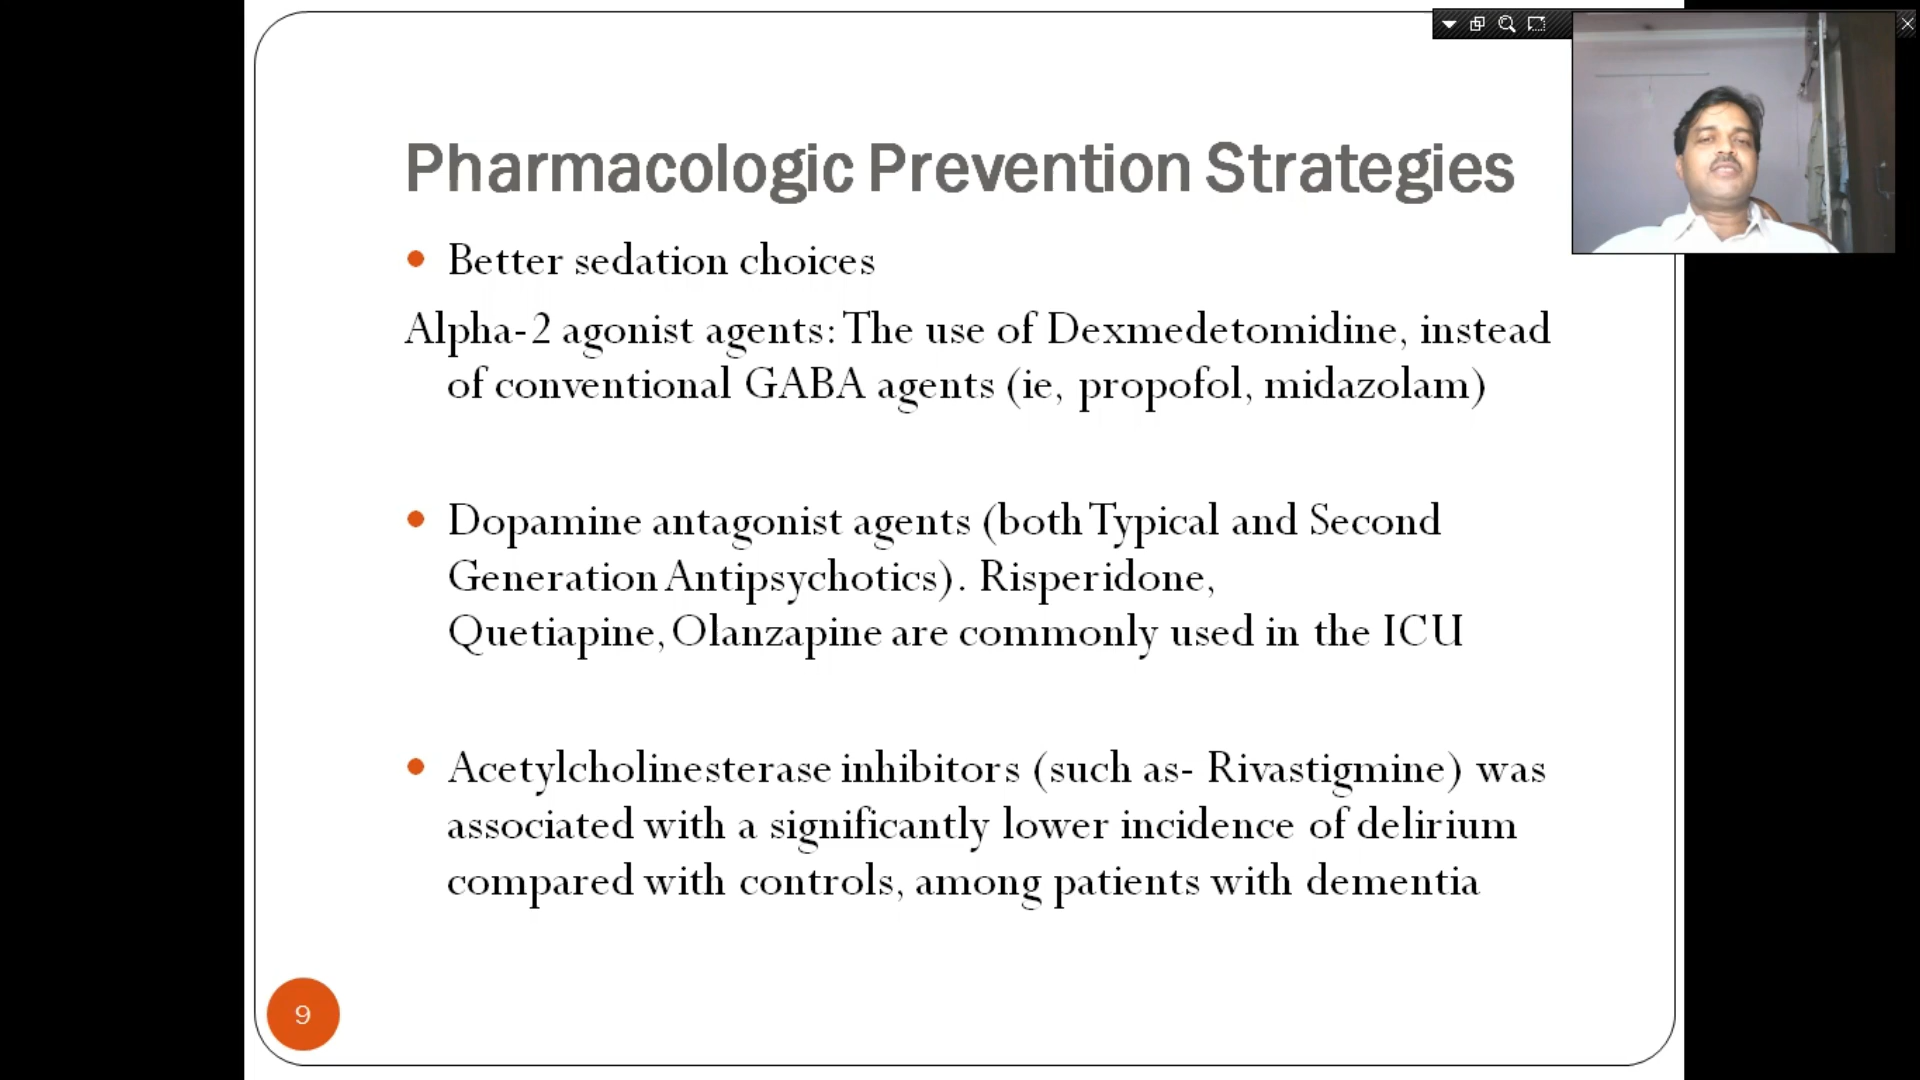 Pharmacologic Prevention Strategies
Better sedation choices
Alpha-2 agonist agents: The use of Dexmedetomidine, instead
of conventional GABA agents (ie, propofol, midazolam)
Dopamine antagonist agents (both Typical and Second
Generation Antipsychotics). Risperidone,
Quetiapine, Olanzapine are commonly used in the ICU
Acetylcholinesterase inhibitors (such as- Rivastigmine) was
associated with a significantly lower incidence of delirium
compared with controls, among patients with dementia
9